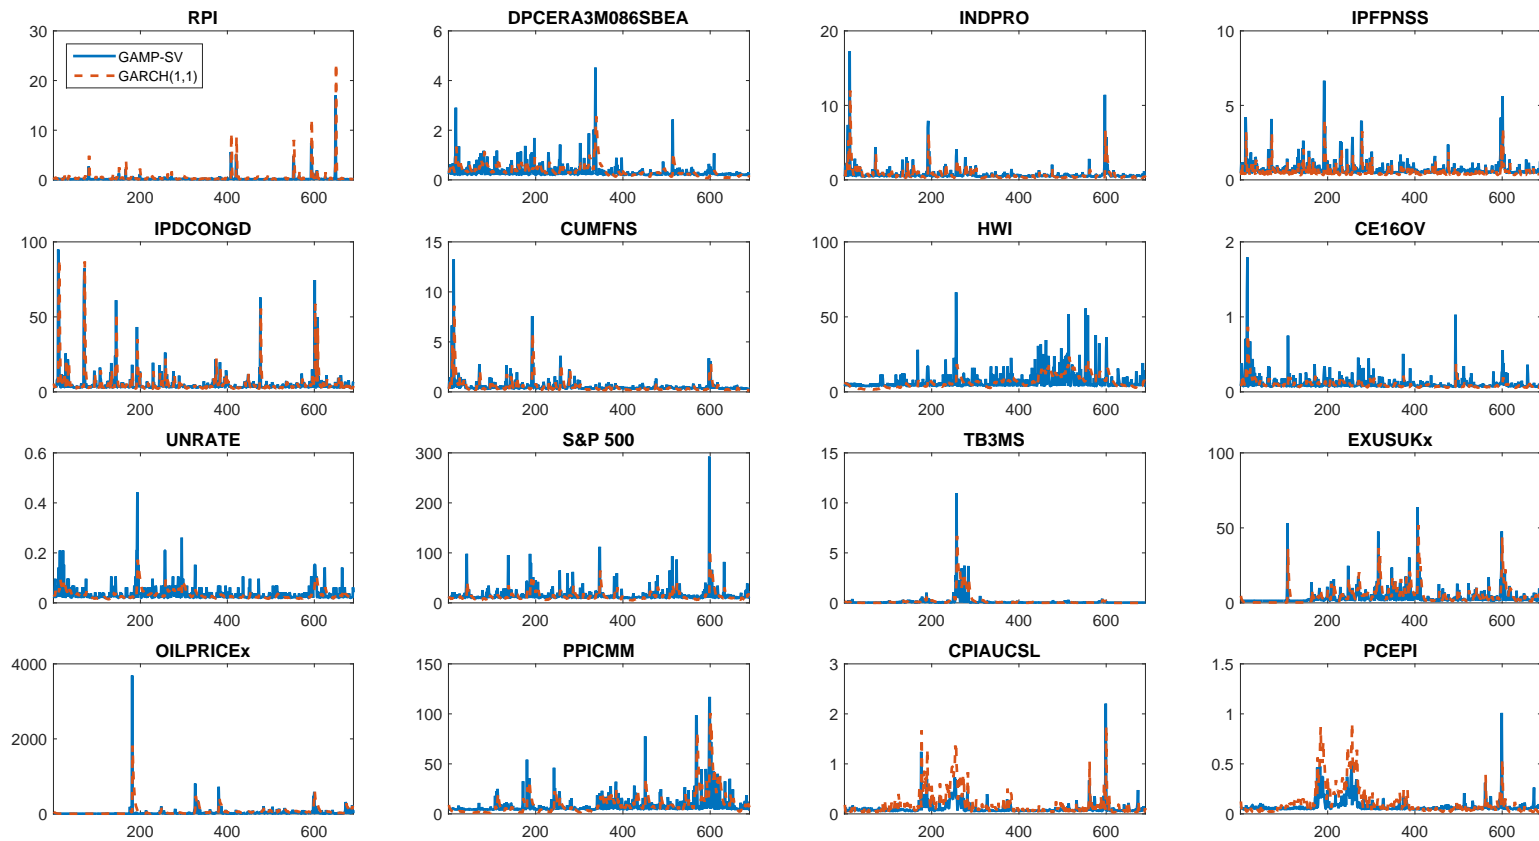 RPI
DPCERA3M086SBEA
INDPRO
IPFPNSS
30
20
10
0
200 400 600
GAMP-SV
GARCH(1,1)
6
4
2
0
200 400 600
20
10
0
200 400 600
10
5
0
200 400 600
IPDCONGD
CUMFNS
HWI
CE16OV
100
50
0
200 400 600
15
10
5
0
200 400 600
100
50
0
200 400 600
2
1
0
200 400 600
UNRATE
S&P 500
TB3MS
EXUSUKx
0.6
0.4
0.2
0
200 400 600
300
200
100
0
200 400 600
15
10
5
0
200 400 600
100
50
0
200 400 600
OILPRICEx
PPICMM
CPIAUCSL
PCEPI
4000
2000
0
200 400 600
150
100
50
0
200 400 600
3
2
1
0
200 400 600
1.5
1
0.5
0
200 400 600